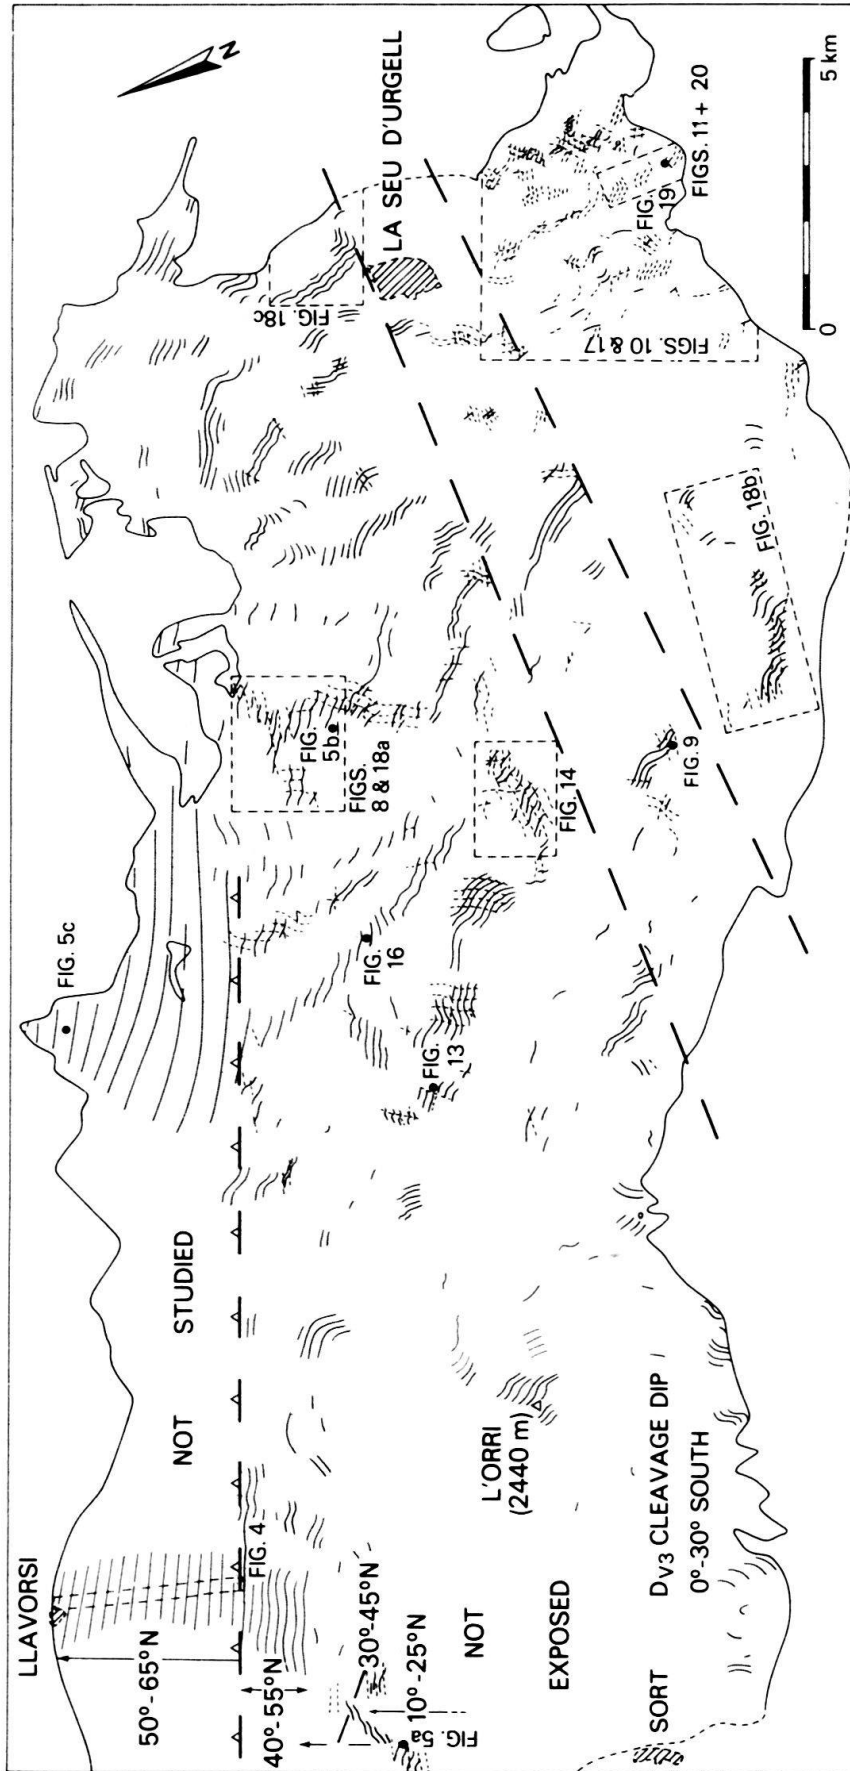 LLAVORSI
50°-65°N
40°-55°N
30°-45°N
10°-25°N
FIG. 5a
FIG. 4
NOT
STUDIED
NOT
EXPOSED
SORT
D_V3 CLEAVAGE DIP
0°-30° SOUTH
L'ORRI
(2440 m)
FIG. 5c
FIG.
13
FIG.
16
FIG.
5b
FIGS.
8 & 18a
FIG. 14
FIG. 9
FIG. 18b
FIG. 18c
LA SEU D'URGELL
FIGS. 10 & 17
FIG.
19
FIGS. 11 + 20
N
0
5 km